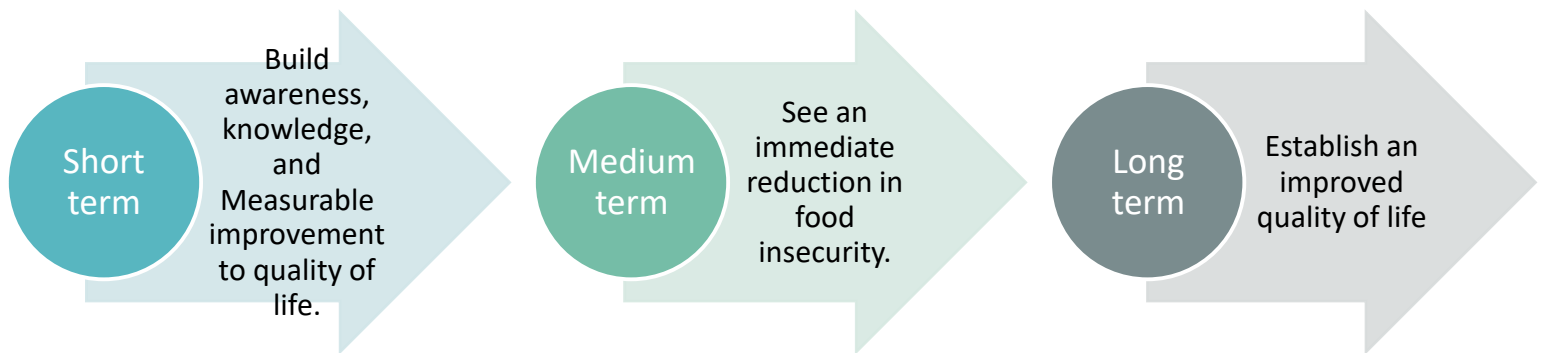 Short
term
Build
awareness,
knowledge,
and
Measurable
improvement
to quality of
life.
Medium
term
See an
immediate
reduction in
food
insecurity.
Long
term
Establish an
improved
quality of life